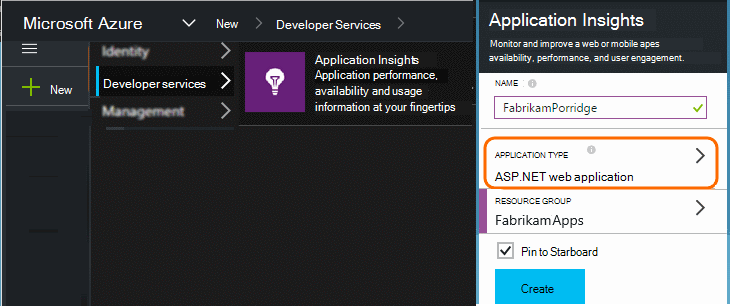 Microsoft Azure
New
Developer Services
Identity
New
Developer services
Management
Application Insights
Application performance,
availability and usage
information at your fingertips
Application Insights
Monitor and improve a web or mobile apes
availability, performance, and user engagement.
NAME
FabrikamPorridge
APPLICATION TYPE
ASP.NET web application
RESOURCE GROUP
FabrikamApps
Pin to Starboard
Create